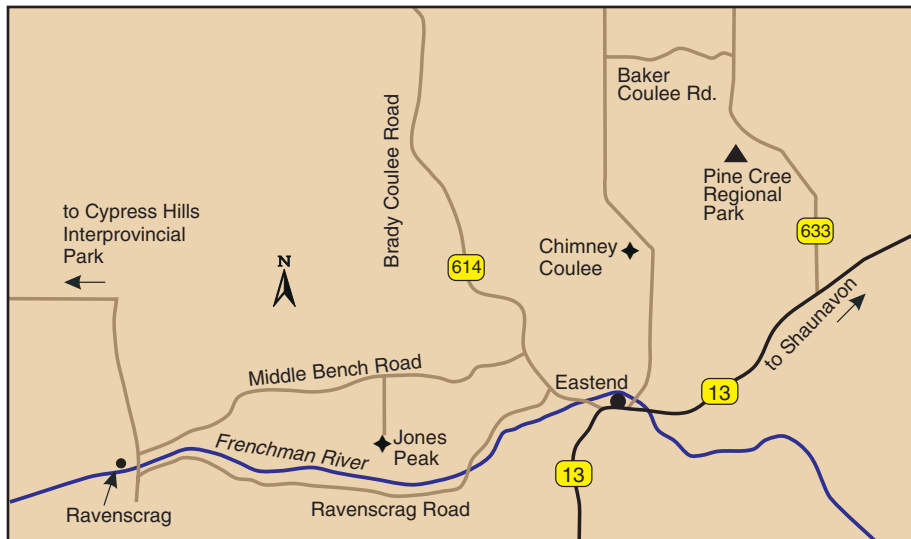 Baker
Coulee Rd.
Brady Coulee Road
Pine Cree
Regional
Park
to Cypress Hills
Interprovincial
Park
633
Chimney
Coulee
N
614
to Shaunavon
Middle Bench Road
Eastend
13
Jones
Peak
Frenchman River
13
Ravenscrag
Ravenscrag Road